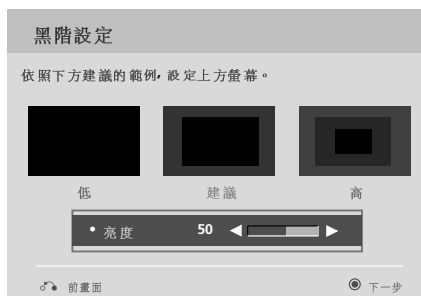 黑階設定
依照下方建議的範例，設定上方螢幕。
低 建議 高
• 亮度 50 ◀ ▶
前畫面 ◉ 下一步